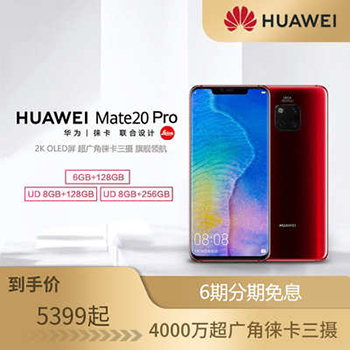 HUAWEI
HUAWEI Mate20 Pro
华为 | 徕卡 联合设计
Leica
2K OLED屏 超广角徕卡三摄 旗舰领航
6GB+128GB
UD 8GB+128GB UD 8GB+256GB
08:08
HUAWEI
到手价
5399起
6期分期免息
4000万超广角徕卡三摄